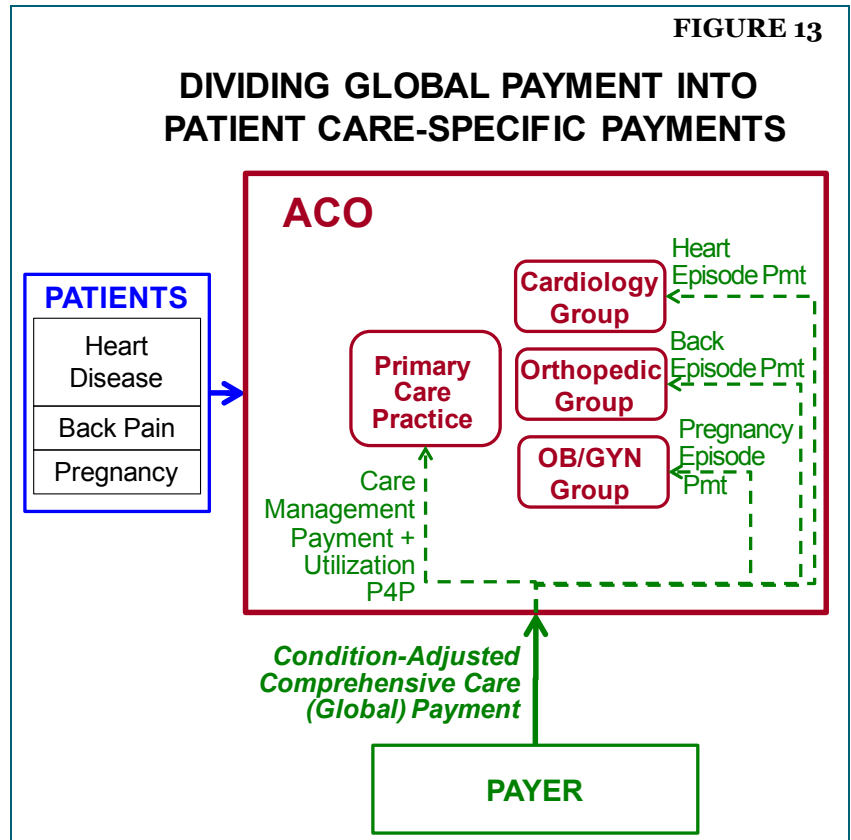 FIGURE 13
DIVIDING GLOBAL PAYMENT INTO
PATIENT CARE-SPECIFIC PAYMENTS
PATIENTS
Heart
Disease
Back Pain
Pregnancy
ACO
Primary
Care
Practice
Cardiology
Group
Orthopedic
Group
OB/GYN
Group
Heart
Episode Pmt
Back
Episode Pmt
Pregnancy
Episode
Pmt
Care
Management
Payment +
Utilization
P4P
Condition-Adjusted
Comprehensive Care
(Global) Payment
PAYER